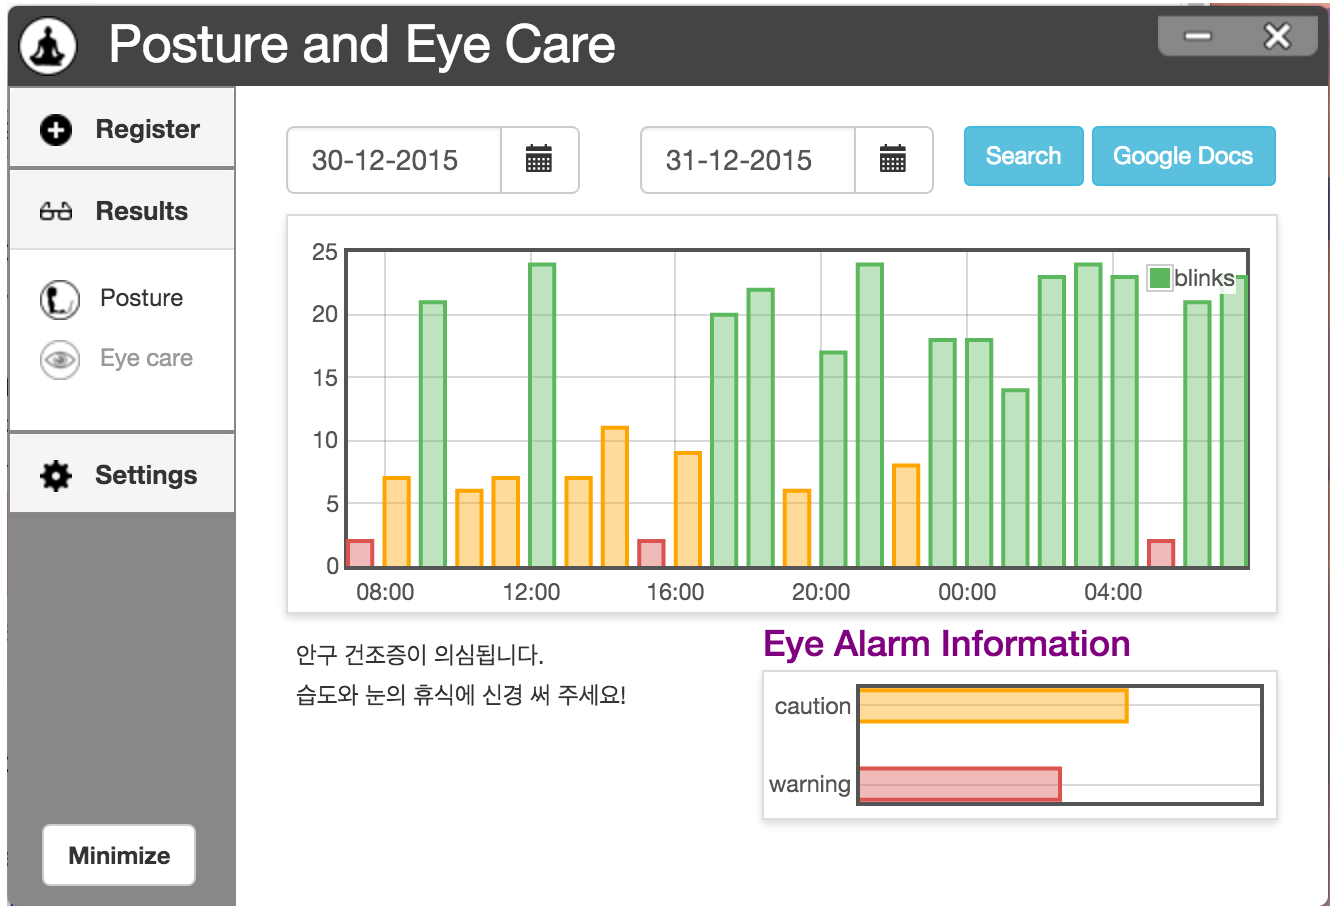 Posture and Eye Care
Register
Results
Posture
Eye care
Settings
Minimize
30-12-2015
31-12-2015
Search
Google Docs
25
20
15
10
5
0
blinks
08:00
12:00
16:00
20:00
00:00
04:00
안구 건조증이 의심됩니다.
습도와 눈의 휴식에 신경 써 주세요!
Eye Alarm Information
caution
warning